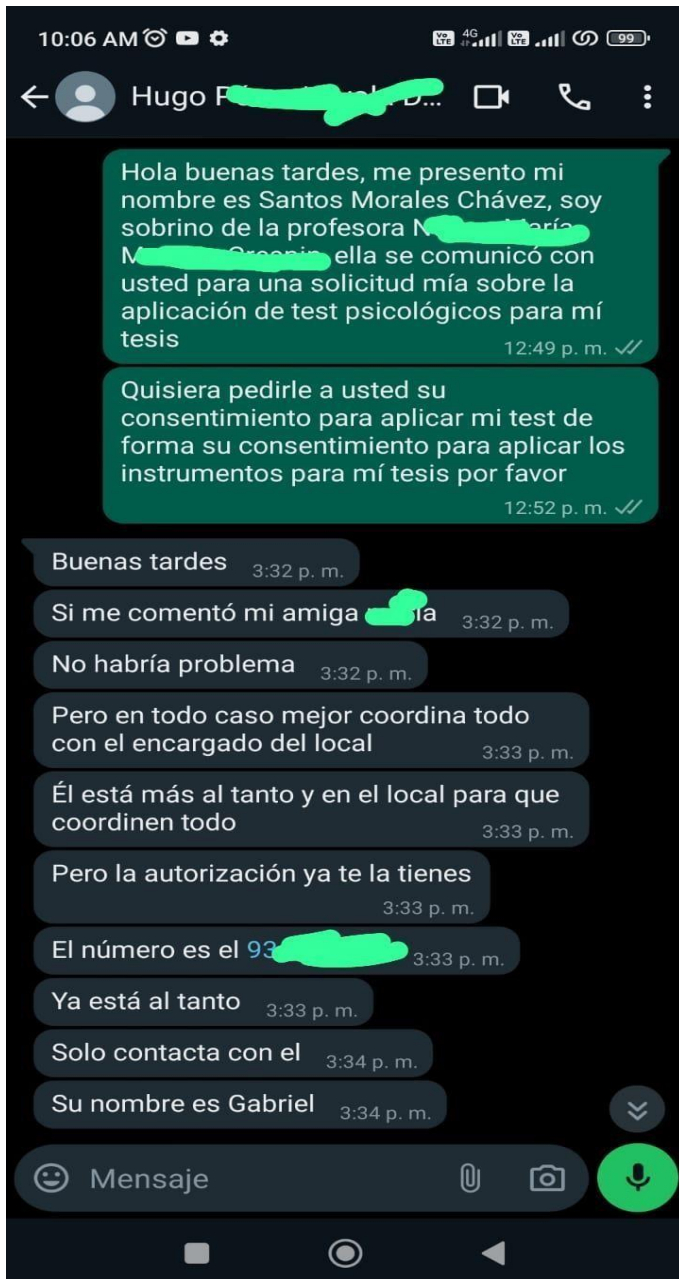 10:06 AM
Vo LTE 4G Vo LTE 99
Hugo
Hola buenas tardes, me presento mi
nombre es Santos Morales Chávez, soy
sobrino de la profesora N
M ella se comunicó con
usted para una solicitud mía sobre la
aplicación de test psicológicos para mí
tesis
12:49 p. m.
Quisiera pedirle a usted su
consentimiento para aplicar mi test de
forma su consentimiento para aplicar los
instrumentos para mí tesis por favor
12:52 p. m.
Buenas tardes 3:32 p. m.
Si me comentó mi amiga 3:32 p. m.
No habría problema 3:32 p. m.
Pero en todo caso mejor coordina todo
con el encargado del local 3:33 p. m.
Él está más al tanto y en el local para que
coordinen todo 3:33 p. m.
Pero la autorización ya te la tienes
3:33 p. m.
El número es el 93 3:33 p. m.
Ya está al tanto 3:33 p. m.
Solo contacta con el 3:34 p. m.
Su nombre es Gabriel 3:34 p. m.
Mensaje